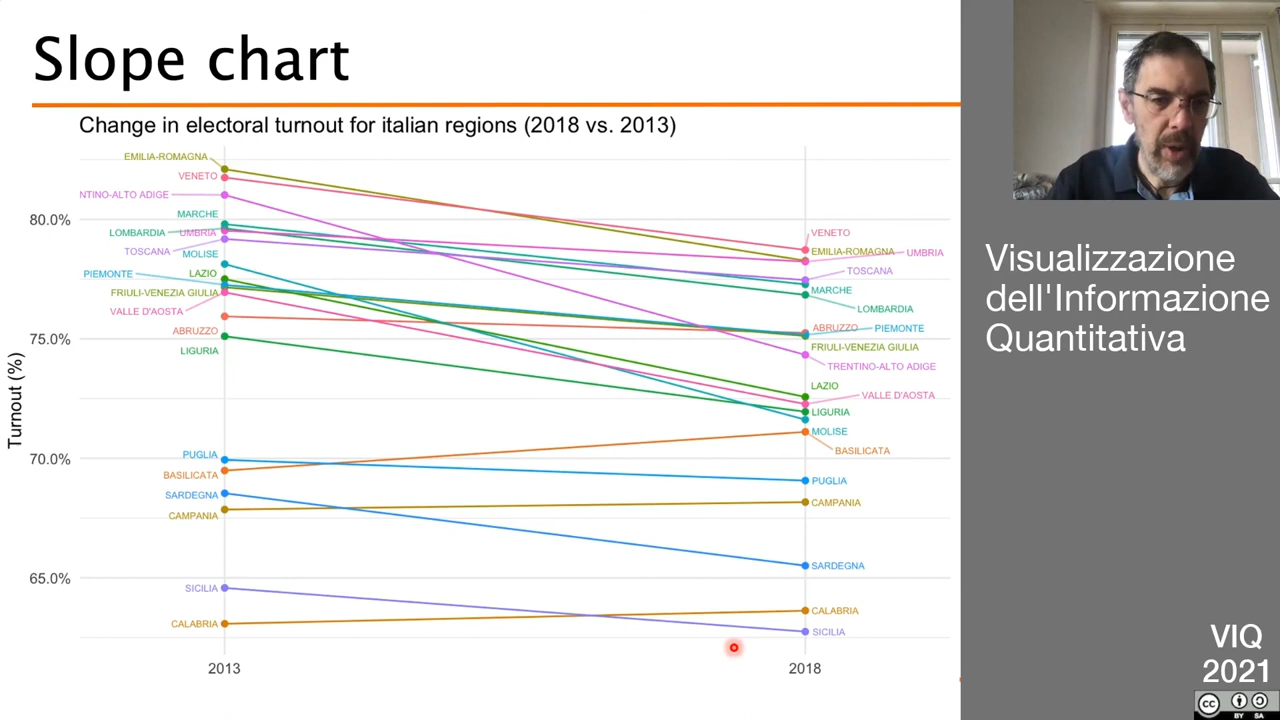 Slope chart
Change in electoral turnout for italian regions (2018 vs. 2013)
EMILIA-ROMAGNA
VENETO
NTINO-ALTO ADIGE
MARCHE
80.0%
LOMBARDIA
UMBRIA
TOSCANA
MOLISE
PIEMONTE
LAZIO
FRIULI-VENEZIA GIULIA
VALLE D'AOSTA
ABRUZZO
75.0%
LIGURIA
Turnout (%)
PUGLIA
70.0%
BASILICATA
SARDEGNA
CAMPANIA
65.0%
SICILIA
CALABRIA
VENETO
EMILIA-ROMAGNA
UMBRIA
TOSCANA
MARCHE
LOMBARDIA
ABRUZZO
PIEMONTE
FRIULI-VENEZIA GIULIA
TRENTINO-ALTO ADIGE
LAZIO
VALLE D'AOSTA
LIGURIA
MOLISE
BASILICATA
PUGLIA
CAMPANIA
SARDEGNA
CALABRIA
SICILIA
2013
2018
Visualizzazione
dell'Informazione
Quantitativa
VIQ
2021
CC
BY SA